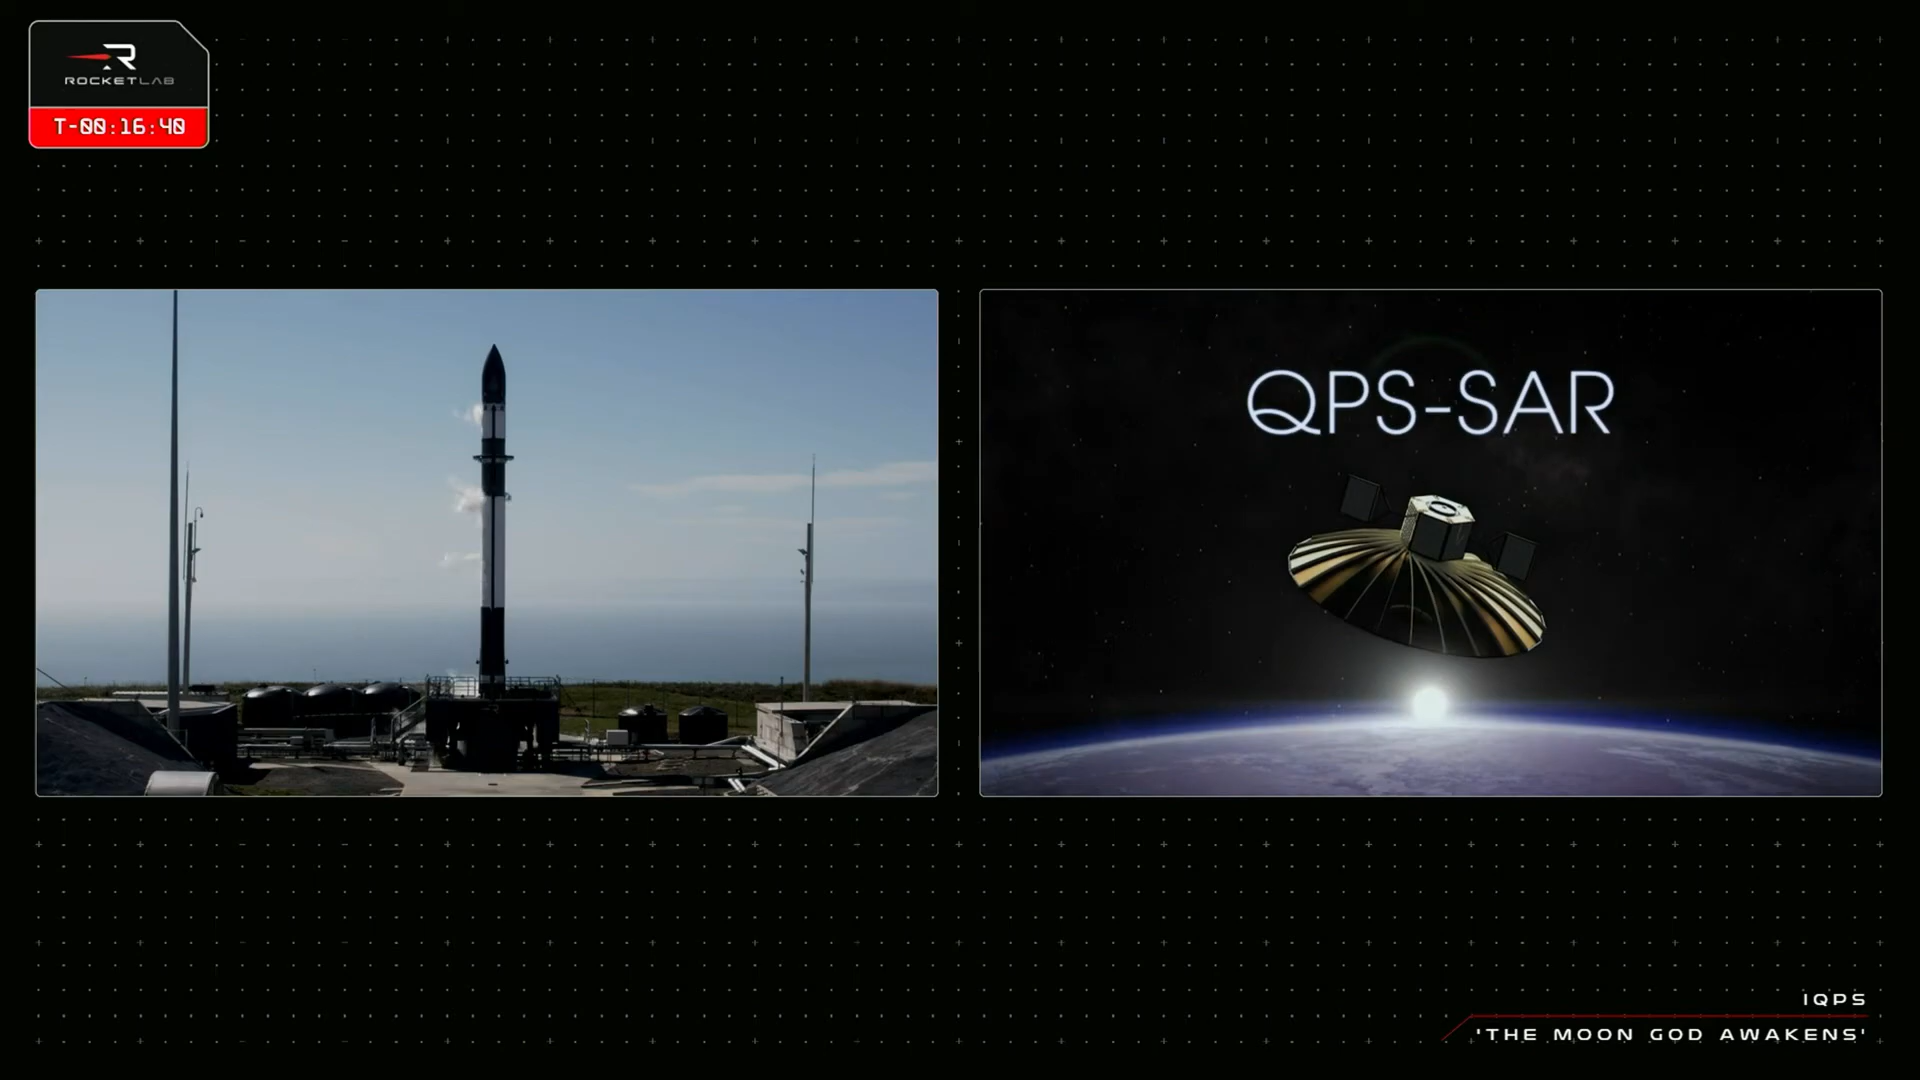 ROCKETLAB
T-00:16:40
QPS-SAR
IQPS
'THE MOON GOD AWAKENS'